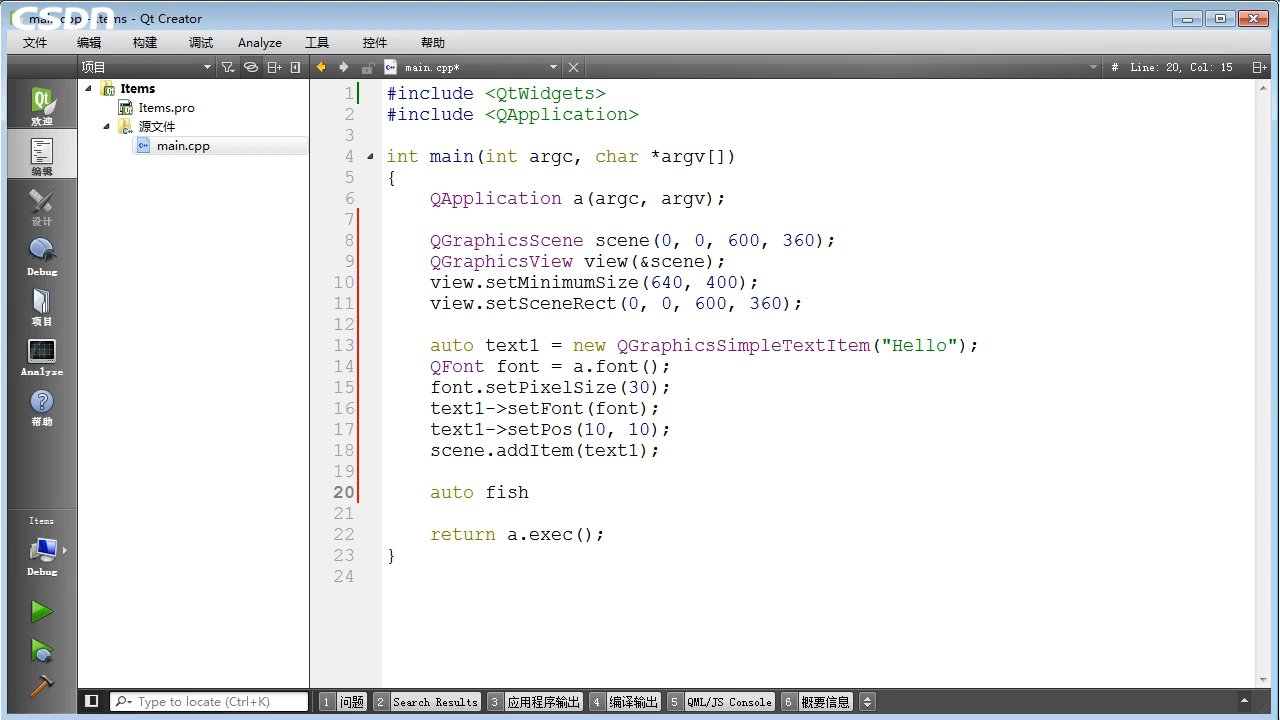 CSDN
main.cpp - Items - Qt Creator
文件 编辑 构建 调试 Analyze 工具 控件 帮助
项目 main.cpp* # Line: 20, Col: 15
欢迎
编辑
设计
Debug
项目
Analyze
帮助
Items
Debug
Items
Items.pro
源文件
main.cpp
1 #include <QtWidgets>
2 #include <QApplication>
3
4 int main(int argc, char *argv[])
5 {
6 QApplication a(argc, argv);
7
8 QGraphicsScene scene(0, 0, 600, 360);
9 QGraphicsView view(&scene);
10 view.setMinimumSize(640, 400);
11 view.setSceneRect(0, 0, 600, 360);
12
13 auto text1 = new QGraphicsSimpleTextItem("Hello");
14 QFont font = a.font();
15 font.setPixelSize(30);
16 text1->setFont(font);
17 text1->setPos(10, 10);
18 scene.addItem(text1);
19
20 auto fish
21
22 return a.exec();
23 }
24
Type to locate (Ctrl+K) 1 问题 2 Search Results 3 应用程序输出 4 编译输出 5 QML/JS Console 6 概要信息